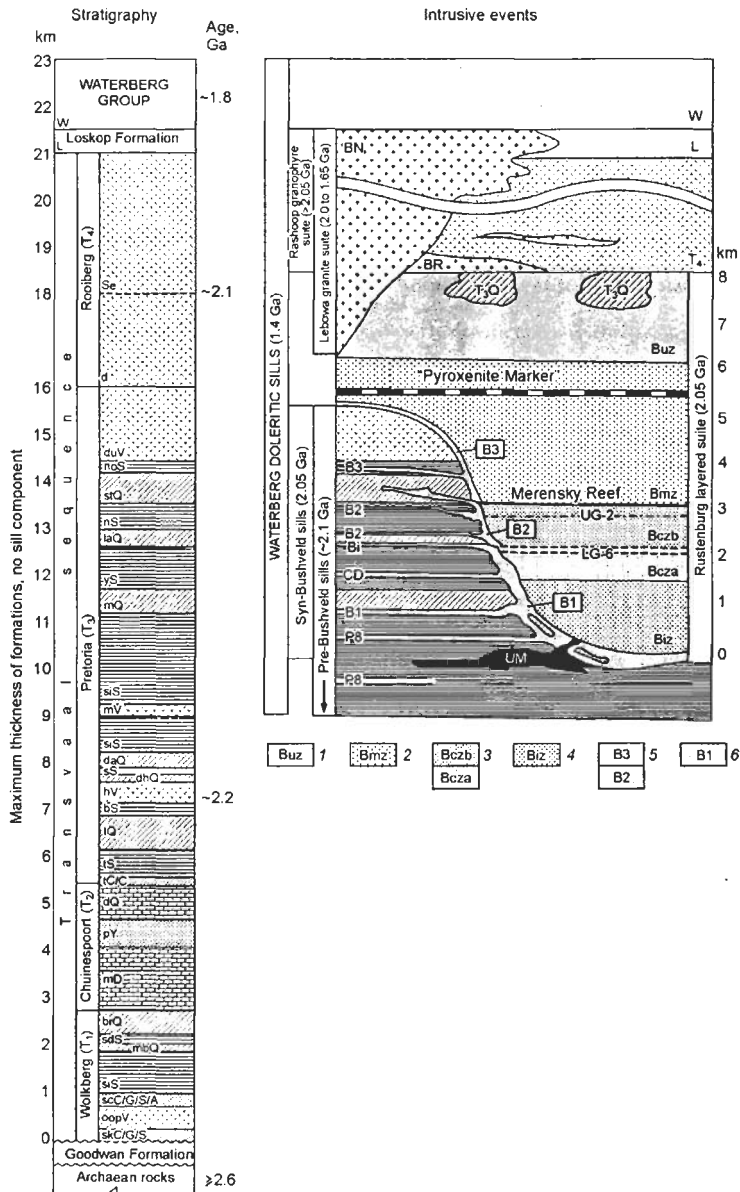 Stratigraphy
km
Age,
Ga
23
WATERBERG
GROUP
22
~1.8
W
L
Loskop Formation
21
20
19
18
Se
~2.1
17
16
d
15
duV
noS
14
stQ
nS
13
laQ
12
yS
mQ
11
10
siS
9
mV
siS
8
daQ
sS
dhQ
hV
7
~2.2
bS
6
tS
tC/C
5
dQ
pY
4
mD
3
brQ
2
sdS
mbQ
1
siS
scC/G/S/A
oopV
0
skC/G/S
Goodwan Formation
Archaean rocks
≥2.6
Maximum thickness of formations, no sill component
Transvaal sequence
Rooiberg (T4)
Pretoria (T3)
Chuinespoort (T2)
Wolkberg (T1)
Intrusive events
WATERBERG DOLERITIC SILLS (1.4 Ga)
Rashoop granophyre
suite (>2.05 Ga)
Lebowa granite suite (2.0 to 1.65 Ga)
Syn-Bushveld sills (2.05 Ga)
Pre-Bushveld sills (~2.1 Ga)
W
BN
L
T4
km
BR
8
T3Q
T3Q
7
Buz
6
"Pyroxenite Marker
5
B3
B3
4
Merensky Reef
Bmz
3
B2
UG-2
B2
B2
Bczb
Bi
LG-6
2
CD
Bcza
B1
B1
1
P8
Biz
UM
0
P8
Rustenburg layered suite (2.05 Ga)
Buz 1
Bmz 2
Bczb 3
Biz 4
B3 5
B1 6
Bcza
B2